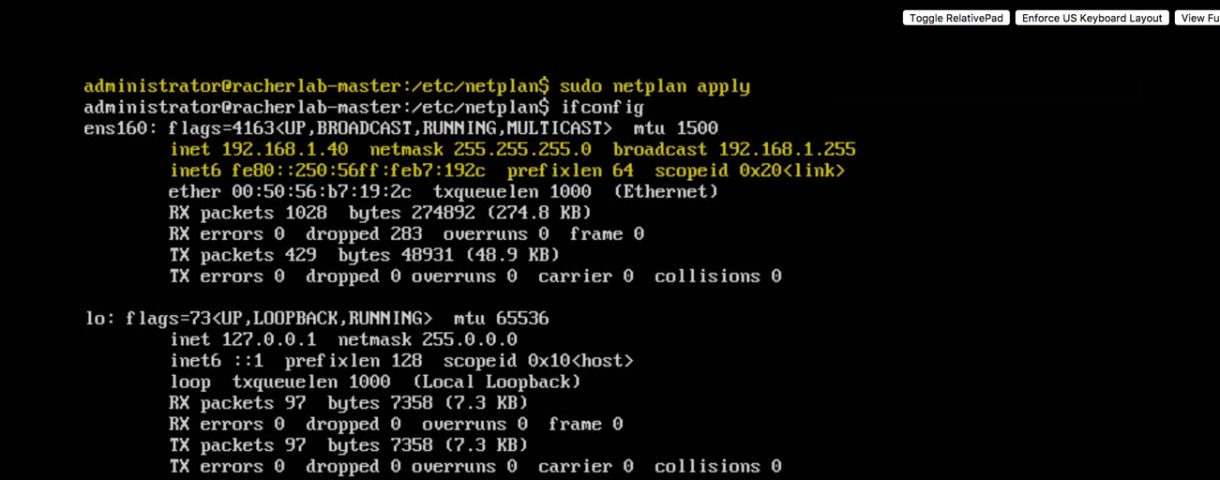 Toggle RelativePad Enforce US Keyboard Layout View Fu
administrator@racherlab-master:/etc/netplan$ sudo netplan apply
administrator@racherlab-master:/etc/netplan$ ifconfig
ens160: flags=4163<UP,BROADCAST,RUNNING,MULTICAST>  mtu 1500
        inet 192.168.1.40  netmask 255.255.255.0  broadcast 192.168.1.255
        inet6 fe80::250:56ff:feb7:192c  prefixlen 64  scopeid 0x20<link>
        ether 00:50:56:b7:19:2c  txqueuelen 1000  (Ethernet)
        RX packets 1028  bytes 274892 (274.8 KB)
        RX errors 0  dropped 283  overruns 0  frame 0
        TX packets 429  bytes 48931 (48.9 KB)
        TX errors 0  dropped 0 overruns 0  carrier 0  collisions 0
lo: flags=73<UP,LOOPBACK,RUNNING>  mtu 65536
        inet 127.0.0.1  netmask 255.0.0.0
        inet6 ::1  prefixlen 128  scopeid 0x10<host>
        loop  txqueuelen 1000  (Local Loopback)
        RX packets 97  bytes 7358 (7.3 KB)
        RX errors 0  dropped 0  overruns 0  frame 0
        TX packets 97  bytes 7358 (7.3 KB)
        TX errors 0  dropped 0 overruns 0  carrier 0  collisions 0